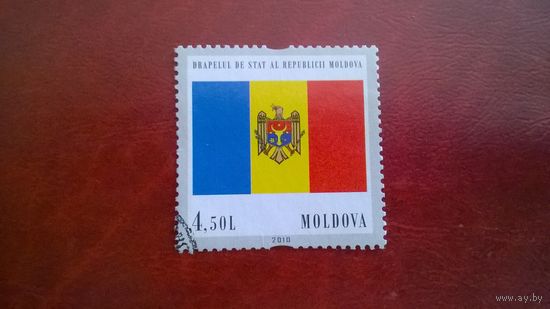 DRAPELUL DE STAT AL REPUBLICII MOLDOVA
4,50L MOLDOVA
2010
www.ay.by